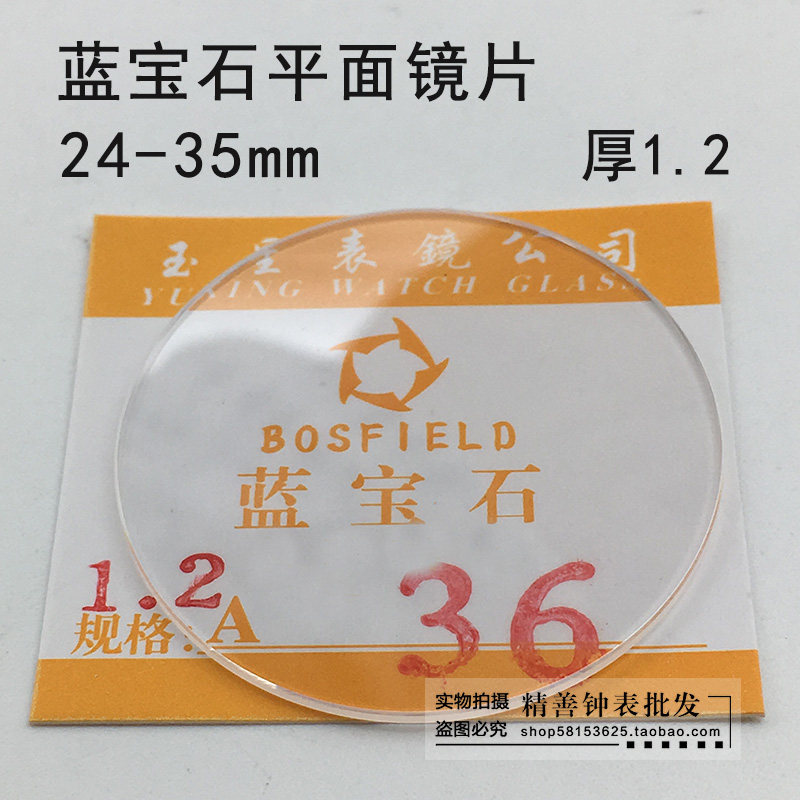 蓝宝石平面镜片
24-35mm 厚1.2
玉星表鏡公司
YUXING WATCH GLASS
BOSFIELD
蓝宝石
1.2
36
规格:A
实物拍摄 精善钟表批发
盗图必究 shop58153625.taobao.com